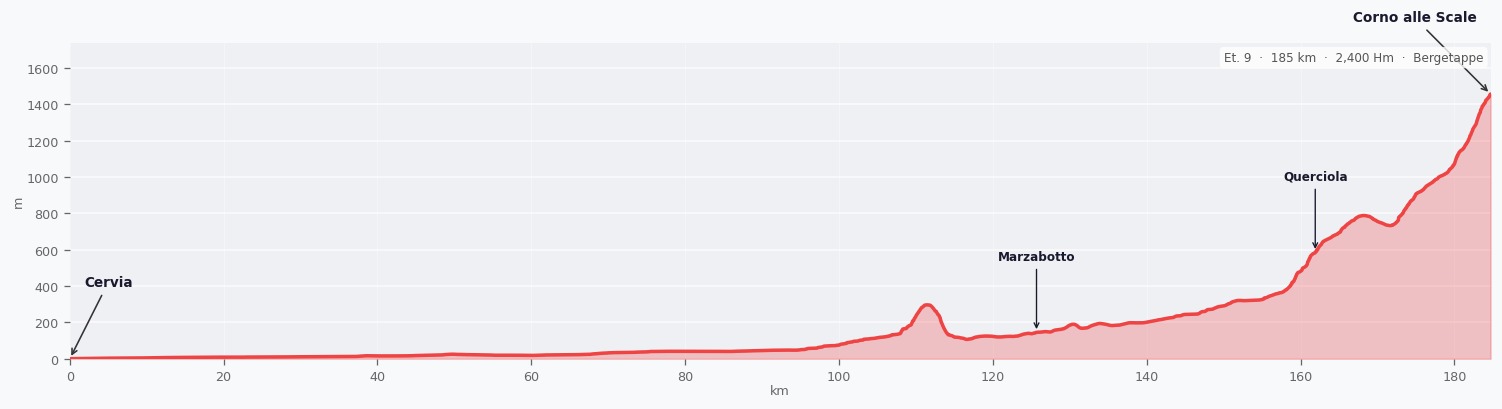 Corno alle Scale
Et. 9 · 185 km · 2,400 Hm · Bergetappe
1600
1400
1200
1000
800
600
400
200
0
m
Querciola
Marzabotto
Cervia
0 20 40 60 80 100 120 140 160 180
km